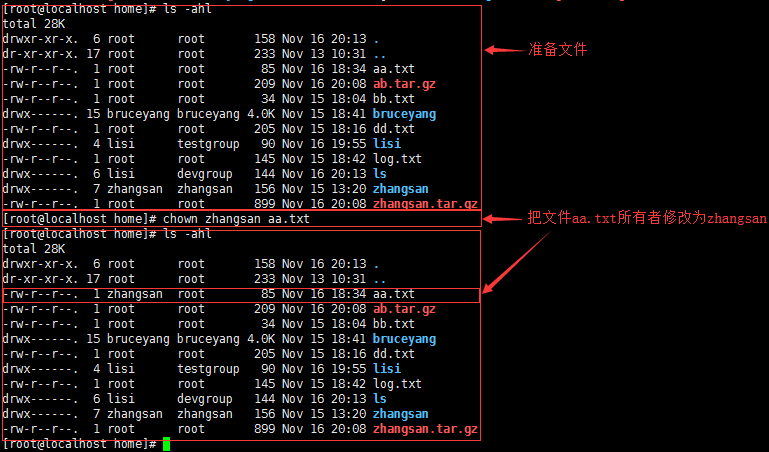 [root@localhost home]# ls -ahl
total 28K
drwxr-xr-x. 6 root root 158 Nov 16 20:13 .
dr-xr-xr-x. 17 root root 233 Nov 13 10:31 ..
-rw-r--r--. 1 root root 85 Nov 16 18:34 aa.txt
-rw-r--r--. 1 root root 209 Nov 16 20:08 ab.tar.gz
-rw-r--r--. 1 root root 34 Nov 15 18:04 bb.txt
drwx------. 15 bruceyang bruceyang 4.0K Nov 15 18:41 bruceyang
-rw-r--r--. 1 root root 205 Nov 15 18:16 dd.txt
drwx------. 4 lisi testgroup 90 Nov 16 19:55 lisi
-rw-r--r--. 1 root root 145 Nov 15 18:42 log.txt
drwx------. 6 lisi devgroup 144 Nov 16 20:13 ls
drwx------. 7 zhangsan zhangsan 156 Nov 15 13:20 zhangsan
-rw-r--r--. 1 root root 899 Nov 16 20:08 zhangsan.tar.gz
准备文件
[root@localhost home]# chown zhangsan aa.txt
把文件aa.txt所有者修改为zhangsan
[root@localhost home]# ls -ahl
total 28K
drwxr-xr-x. 6 root root 158 Nov 16 20:13 .
dr-xr-xr-x. 17 root root 233 Nov 13 10:31 ..
-rw-r--r--. 1 zhangsan root 85 Nov 16 18:34 aa.txt
-rw-r--r--. 1 root root 209 Nov 16 20:08 ab.tar.gz
-rw-r--r--. 1 root root 34 Nov 15 18:04 bb.txt
drwx------. 15 bruceyang bruceyang 4.0K Nov 15 18:41 bruceyang
-rw-r--r--. 1 root root 205 Nov 15 18:16 dd.txt
drwx------. 4 lisi testgroup 90 Nov 16 19:55 lisi
-rw-r--r--. 1 root root 145 Nov 15 18:42 log.txt
drwx------. 6 lisi devgroup 144 Nov 16 20:13 ls
drwx------. 7 zhangsan zhangsan 156 Nov 15 13:20 zhangsan
-rw-r--r--. 1 root root 899 Nov 16 20:08 zhangsan.tar.gz
[root@localhost home]#